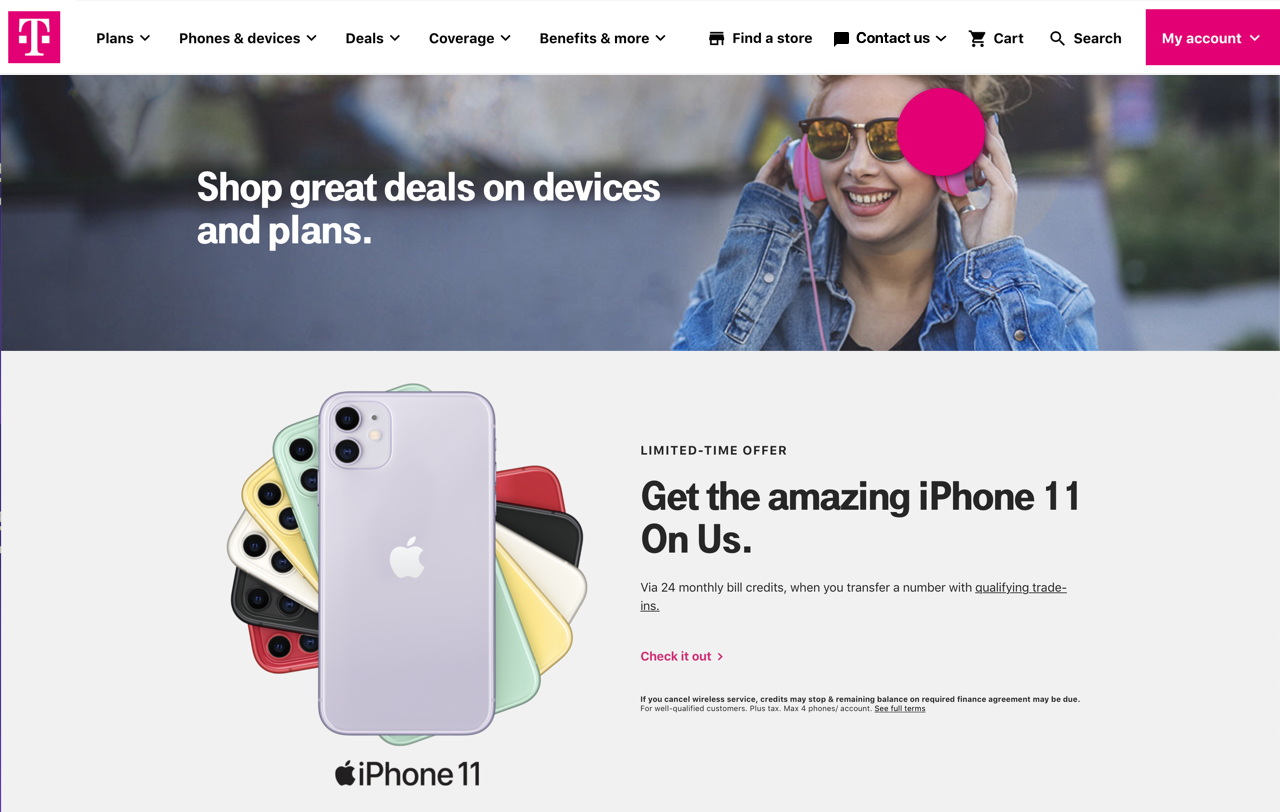 T
Plans
Phones & devices
Deals
Coverage
Benefits & more
Find a store
Contact us
Cart
Search
My account
Shop great deals on devices
and plans.
LIMITED-TIME OFFER
Get the amazing iPhone 11
On Us.
Via 24 monthly bill credits, when you transfer a number with qualifying trade-
ins.
Check it out
If you cancel wireless service, credits may stop & remaining balance on required finance agreement may be due.
For well-qualified customers. Plus tax. Max 4 phones/ account. See full terms
iPhone 11